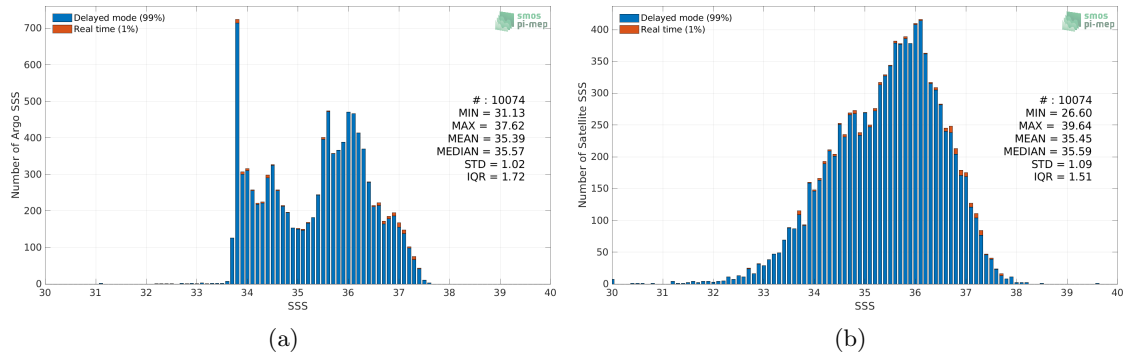 Delayed mode (99%)
Real time (1%)
smos
pi-mep
Number of Argo SSS
700
600
500
400
300
200
100
0
# : 10074
MIN = 31.13
MAX = 37.62
MEAN = 35.39
MEDIAN = 35.57
STD = 1.02
IQR = 1.72
30 31 32 33 34 35 36 37 38 39 40
SSS
(a)
Delayed mode (99%)
Real time (1%)
smos
pi-mep
Number of Satellite SSS
400
350
300
250
200
150
100
50
0
# : 10074
MIN = 26.60
MAX = 39.64
MEAN = 35.45
MEDIAN = 35.59
STD = 1.09
IQR = 1.51
30 31 32 33 34 35 36 37 38 39 40
SSS
(b)